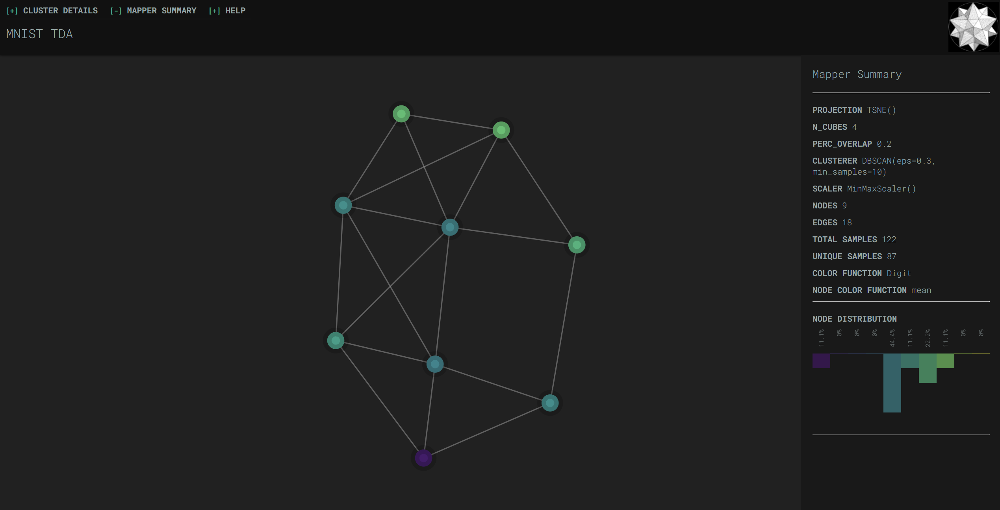 [+] CLUSTER DETAILS [-] MAPPER SUMMARY [+] HELP
MNIST TDA
Mapper Summary
PROJECTION TSNE()
N_CUBES 4
PERC_OVERLAP 0.2
CLUSTERER DBSCAN(eps=0.3,
min_samples=10)
SCALER MinMaxScaler()
NODES 9
EDGES 18
TOTAL SAMPLES 122
UNIQUE SAMPLES 87
COLOR FUNCTION Digit
NODE COLOR FUNCTION mean
NODE DISTRIBUTION
11.1% 0% 0% 0% 44.4% 11.1% 22.2% 11.1% 0% 0%